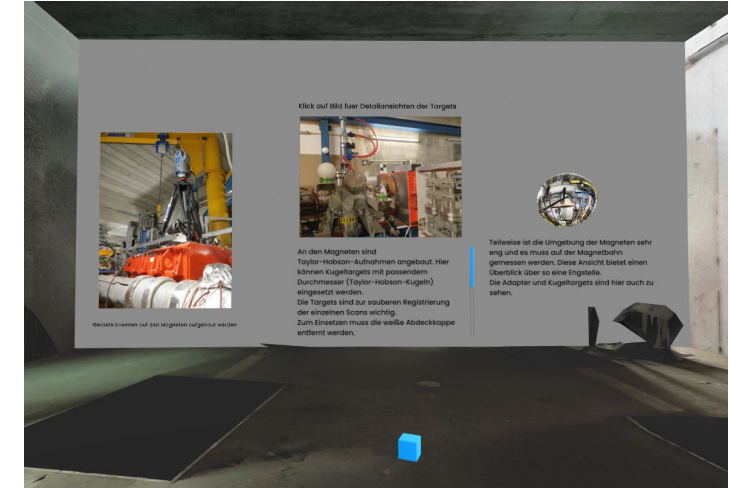 Klick auf Bild fuer Detailansichten der Targets
Geraete koennen auf den Magneten aufgebaut werden
An den Magneten sind
Taylor-Hobson-Aufnahmen angebaut. Hier
können Kugeltargets mit passendem
Durchmesser (Taylor-Hobson-Kugeln)
eingesetzt werden.
Die Targets sind zur sauberen Registrierung
der einzelnen Scans wichtig.
Zum Einsetzen muss die weiße Abdeckkappe
entfernt werden.
Teilweise ist die Umgebung der Magneten sehr
eng und es muss auf der Magnetbahn
gemessen werden. Diese Ansicht bietet einen
Überblick über so eine Engstelle.
Die Adapter und Kugeltargets sind hier auch zu
sehen.